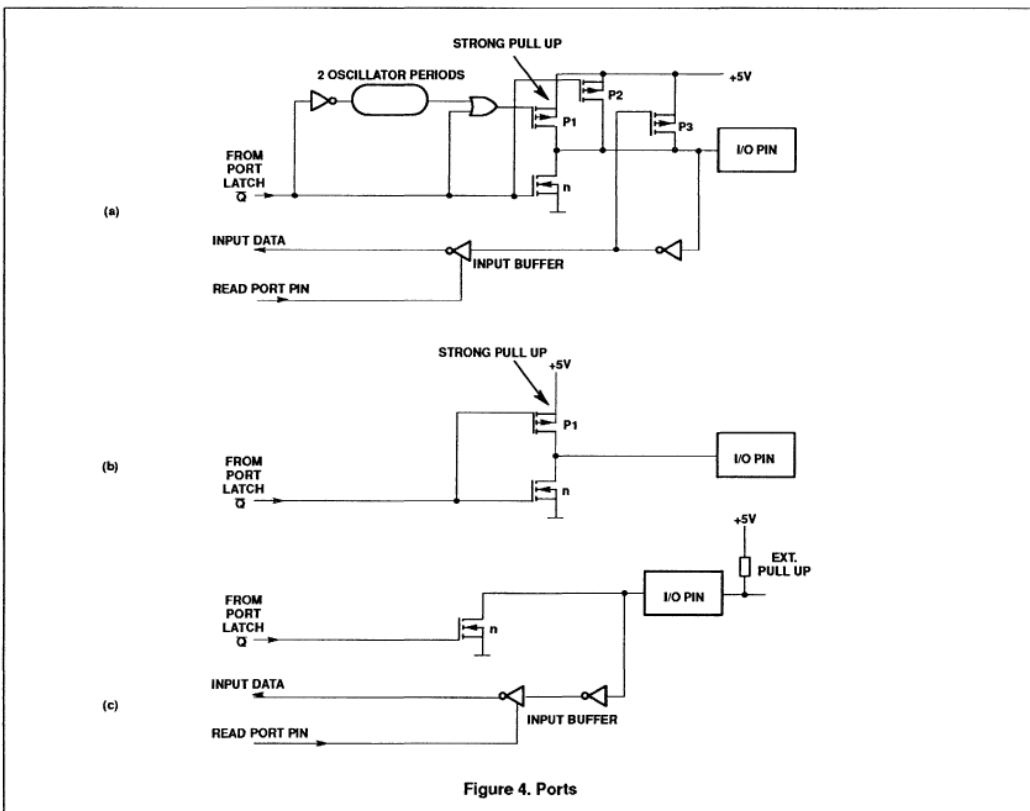 STRONG PULL UP
2 OSCILLATOR PERIODS
+5V
P2
P1
P3
I/O PIN
FROM
PORT
LATCH
Q
n
(a)
INPUT DATA
INPUT BUFFER
READ PORT PIN
STRONG PULL UP
+5V
P1
(b)
I/O PIN
FROM
PORT
LATCH
Q
n
+5V
EXT.
PULL UP
I/O PIN
FROM
PORT
LATCH
Q
n
INPUT DATA
(c)
INPUT BUFFER
READ PORT PIN
Figure 4. Ports